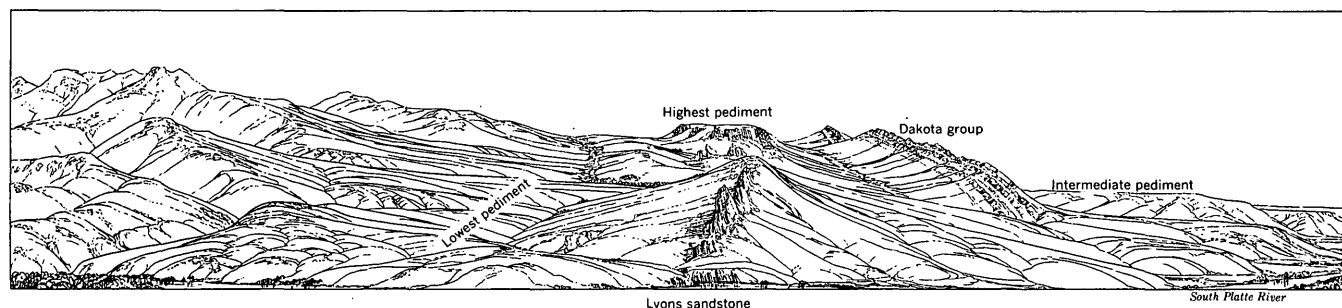 Highest pediment
Dakota group
Intermediate pediment
Lowest pediment
South Platte River
Lyons sandstone